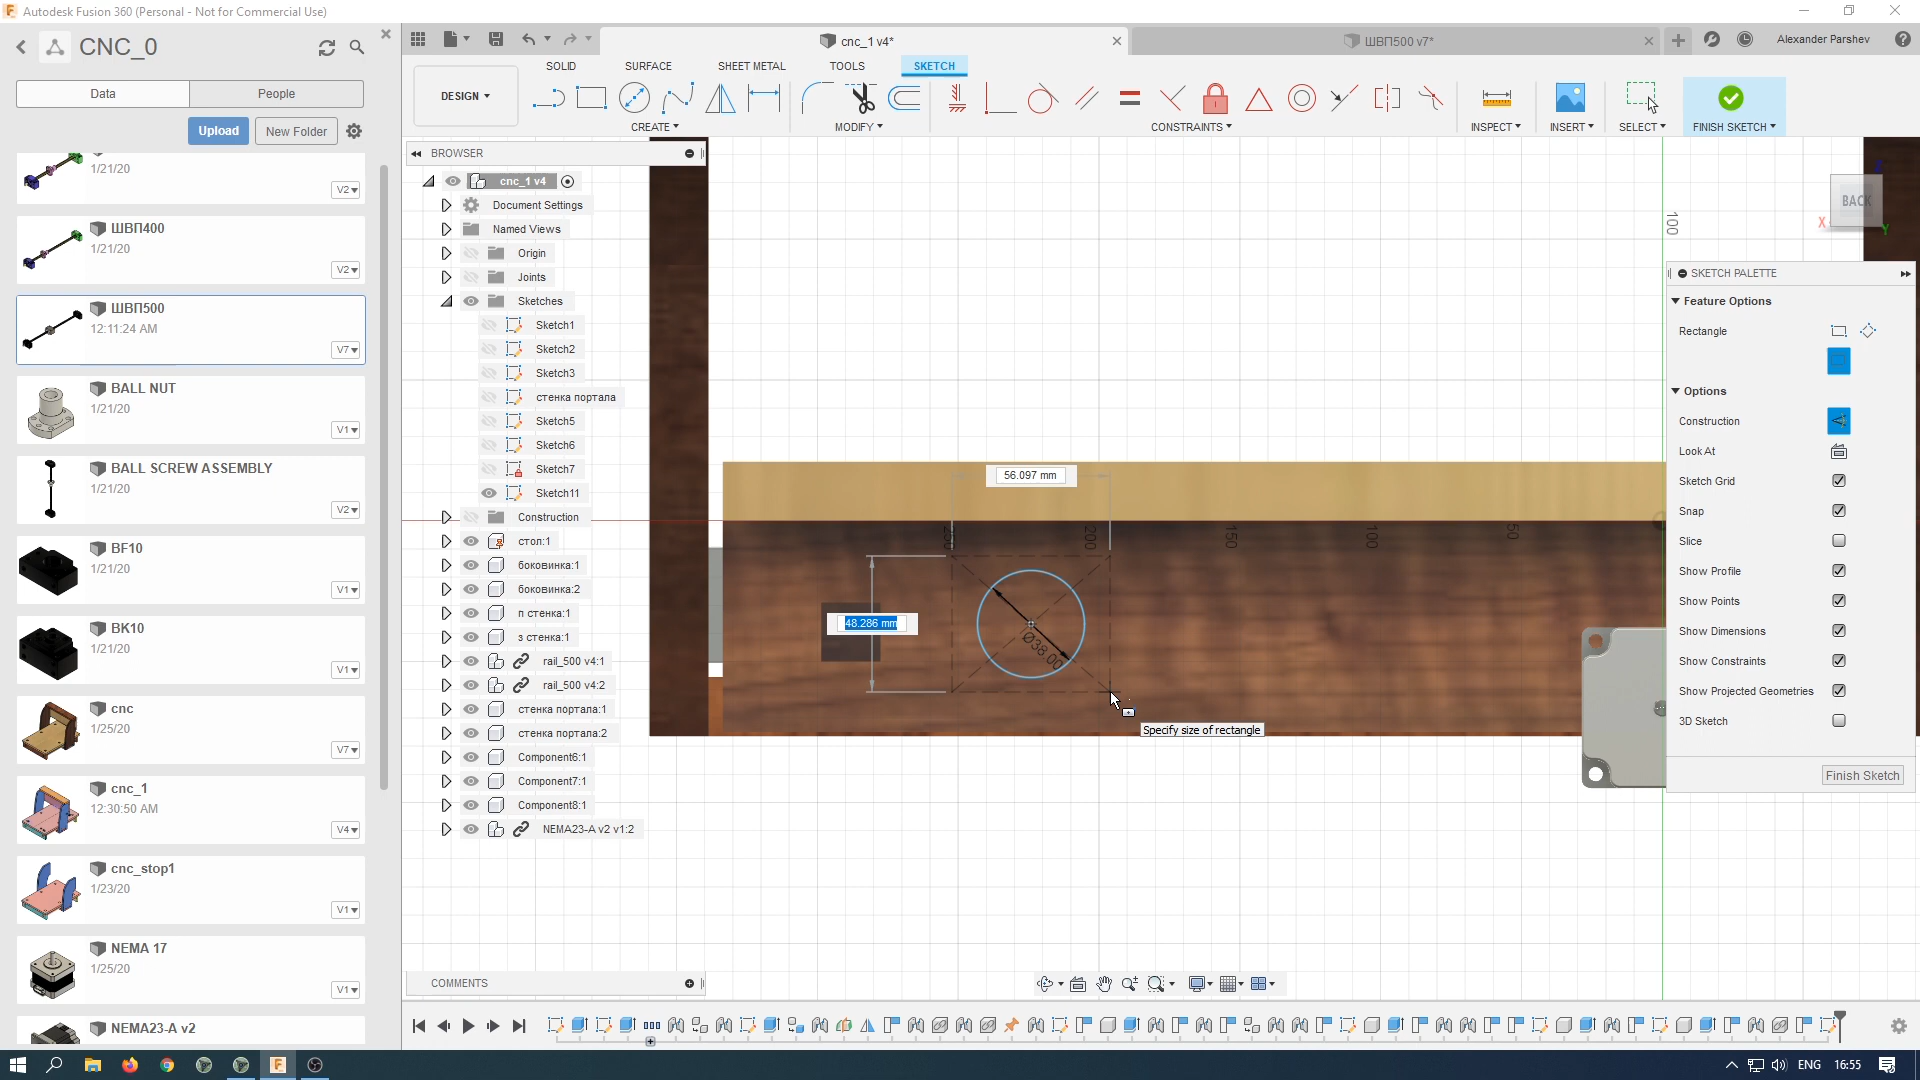 Autodesk Fusion 360 (Personal - Not for Commercial Use)
CNC_0
Data
People
Upload
New Folder
1/21/20
V2
ШВП400
1/21/20
V2
ШВП500
12:11:24 AM
V7
BALL NUT
1/21/20
V1
BALL SCREW ASSEMBLY
1/21/20
V2
BF10
1/21/20
V1
BK10
1/21/20
V1
cnc
1/25/20
V7
cnc_1
12:30:50 AM
V4
cnc_stop1
1/23/20
V1
NEMA 17
1/25/20
V1
NEMA23-A v2
cnc_1 v4*
ШВП500 v7*
Alexander Parshev
DESIGN
SOLID
SURFACE
SHEET METAL
TOOLS
SKETCH
CREATE
MODIFY
CONSTRAINTS
INSPECT
INSERT
SELECT
FINISH SKETCH
BROWSER
cnc_1 v4
Document Settings
Named Views
Origin
Joints
Sketches
Sketch1
Sketch2
Sketch3
стенка портала
Sketch5
Sketch6
Sketch7
Sketch11
Construction
стол:1
боковинка:1
боковинка:2
п стенка:1
з стенка:1
rail_500 v4:1
rail_500 v4:2
стенка портала:1
стенка портала:2
Component6:1
Component7:1
Component8:1
NEMA23-A v2 v1:2
COMMENTS
100
BACK
X
Y
56.097 mm
250
200
150
100
50
48.286 mm
Ø38.00
Specify size of rectangle
SKETCH PALETTE
Feature Options
Rectangle
Options
Construction
Look At
Sketch Grid
Snap
Slice
Show Profile
Show Points
Show Dimensions
Show Constraints
Show Projected Geometries
3D Sketch
Finish Sketch
ENG
16:55